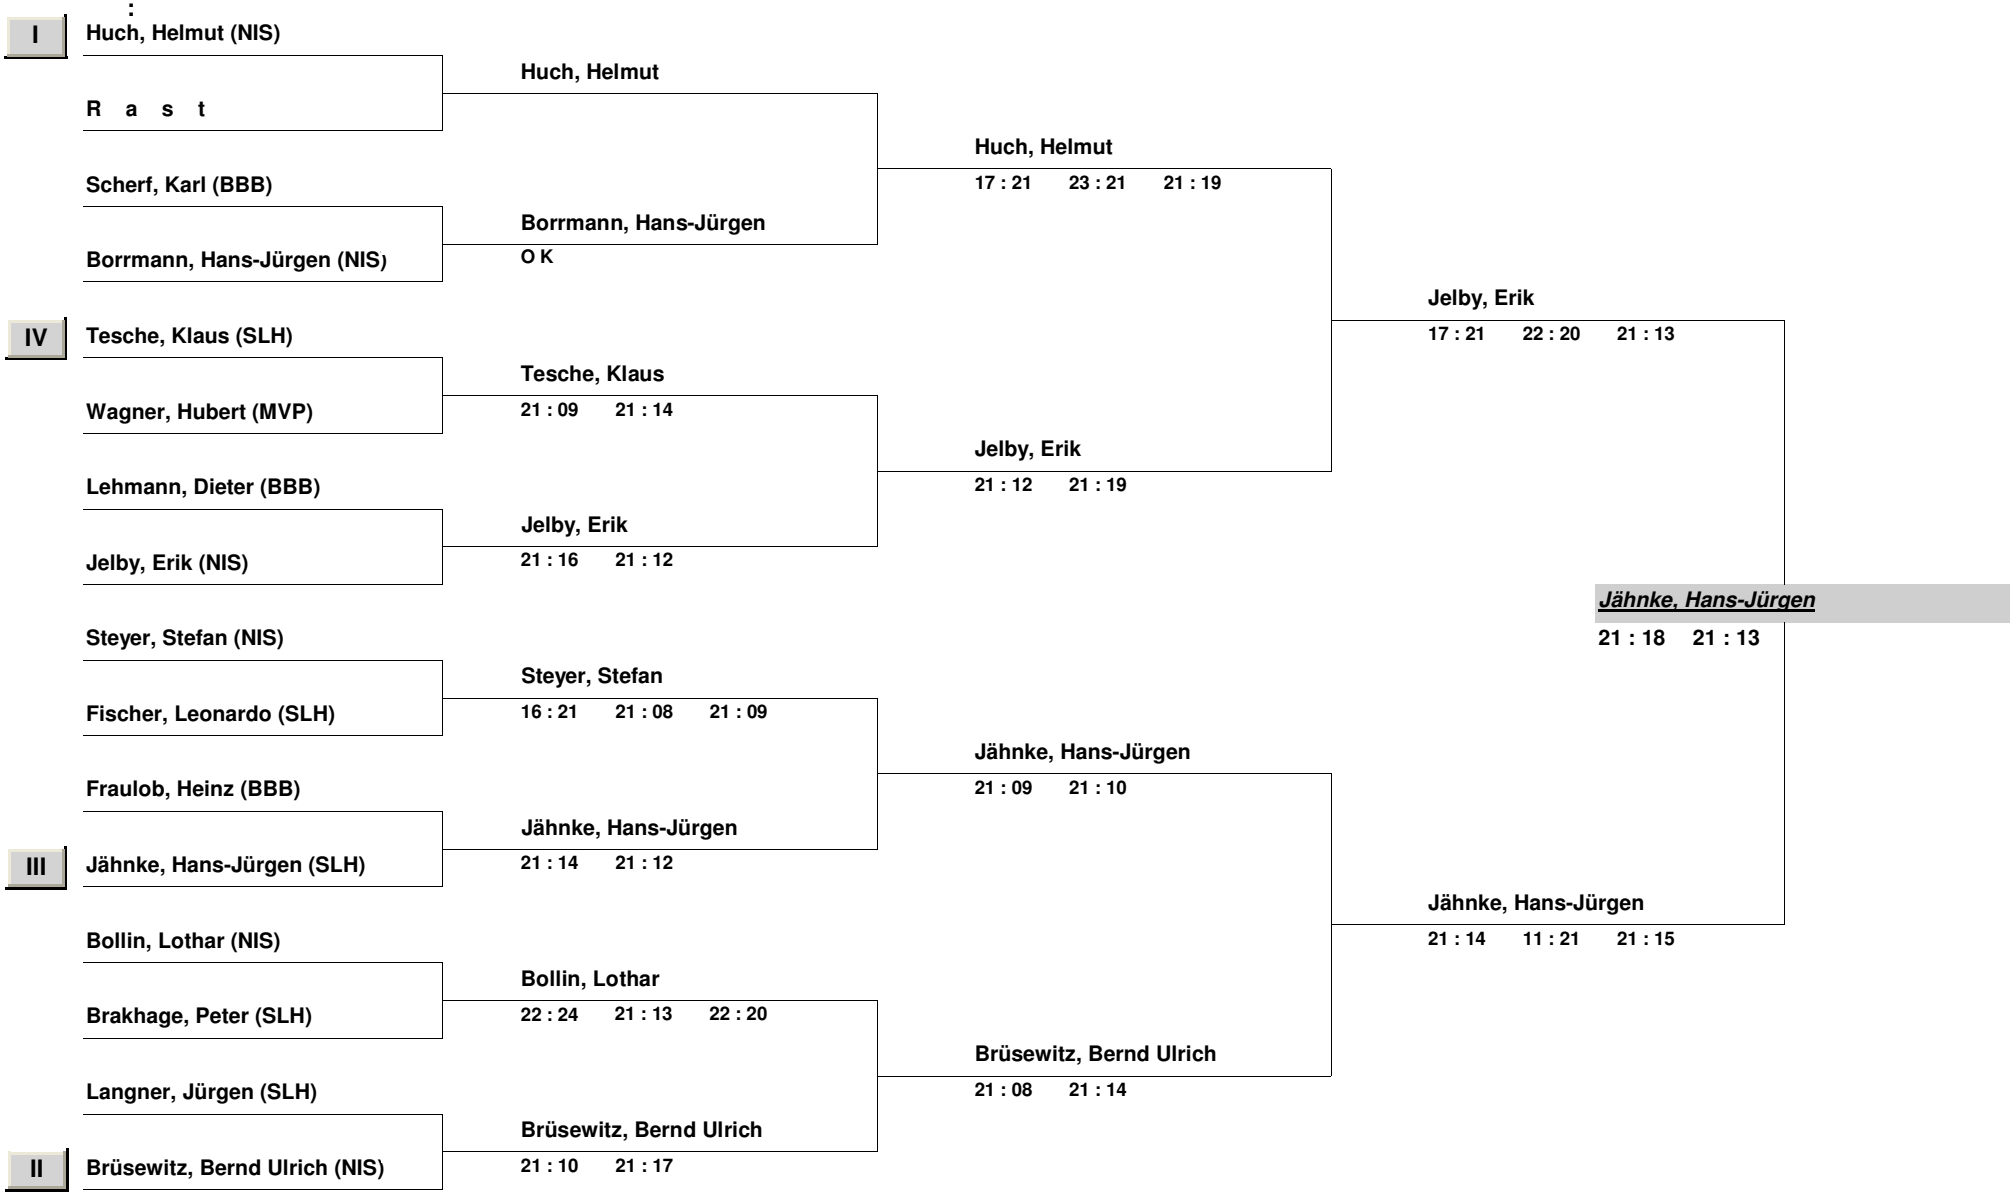 :
I
Huch, Helmut (NIS)
Huch, Helmut
R a s t
Huch, Helmut
17 : 21 23 : 21 21 : 19
Scherf, Karl (BBB)
Borrmann, Hans-Jürgen
O K
Borrmann, Hans-Jürgen (NIS)
Jelby, Erik
17 : 21 22 : 20 21 : 13
IV
Tesche, Klaus (SLH)
Tesche, Klaus
21 : 09 21 : 14
Wagner, Hubert (MVP)
Jelby, Erik
21 : 12 21 : 19
Lehmann, Dieter (BBB)
Jelby, Erik
21 : 16 21 : 12
Jelby, Erik (NIS)
Jähnke, Hans-Jürgen
21 : 18 21 : 13
Steyer, Stefan (NIS)
Steyer, Stefan
16 : 21 21 : 08 21 : 09
Fischer, Leonardo (SLH)
Jähnke, Hans-Jürgen
21 : 09 21 : 10
Fraulob, Heinz (BBB)
Jähnke, Hans-Jürgen
21 : 14 21 : 12
III
Jähnke, Hans-Jürgen (SLH)
Jähnke, Hans-Jürgen
21 : 14 11 : 21 21 : 15
Bollin, Lothar (NIS)
Bollin, Lothar
22 : 24 21 : 13 22 : 20
Brakhage, Peter (SLH)
Brüsewitz, Bernd Ulrich
21 : 08 21 : 14
Langner, Jürgen (SLH)
Brüsewitz, Bernd Ulrich
21 : 10 21 : 17
II
Brüsewitz, Bernd Ulrich (NIS)